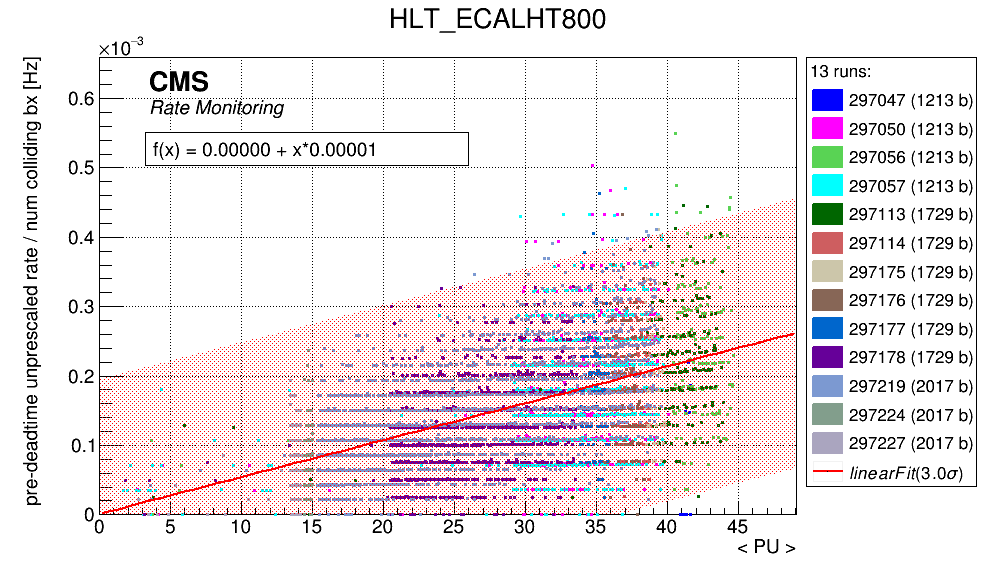 HLT_ECALHT800
×10⁻³
CMS
Rate Monitoring
f(x) = 0.00000 + x*0.00001
pre-deadtime unprescaled rate / num colliding bx [Hz]
0.6
0.5
0.4
0.3
0.2
0.1
0
0 5 10 15 20 25 30 35 40 45
< PU >
13 runs:
297047 (1213 b)
297050 (1213 b)
297056 (1213 b)
297057 (1213 b)
297113 (1729 b)
297114 (1729 b)
297175 (1729 b)
297176 (1729 b)
297177 (1729 b)
297178 (1729 b)
297219 (2017 b)
297224 (2017 b)
297227 (2017 b)
linearFit(3.0σ)